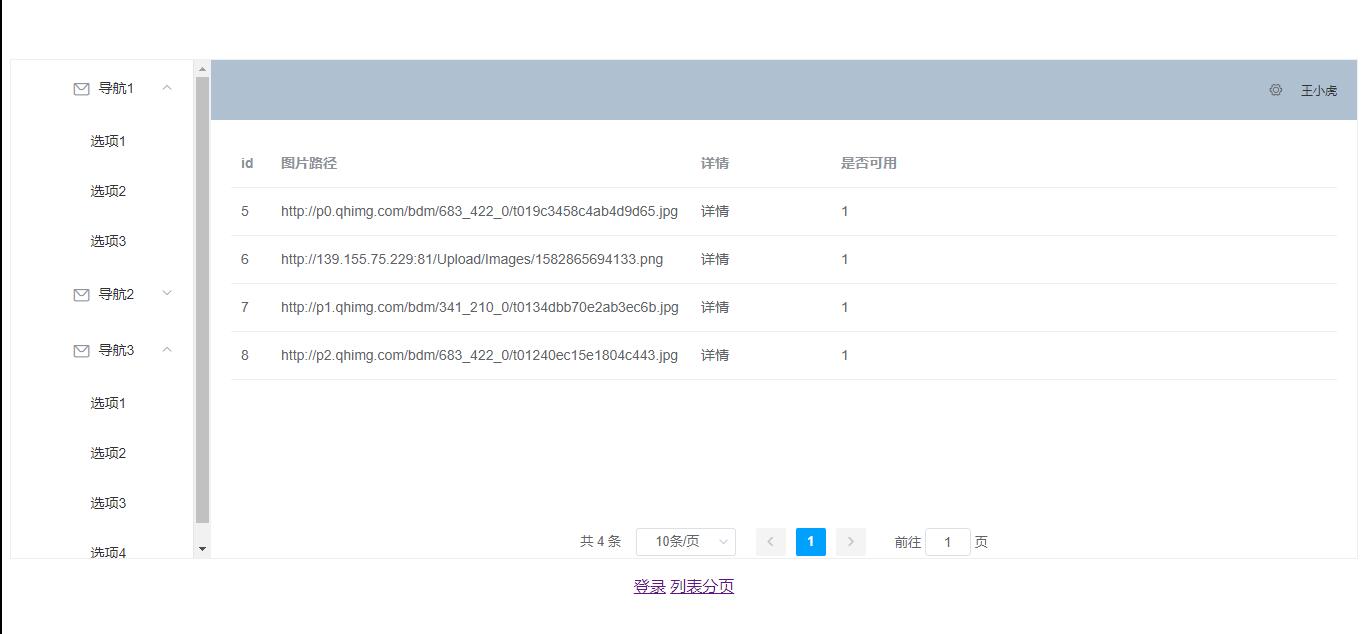 导航1
选项1
选项2
选项3
导航2
导航3
选项1
选项2
选项3
选项4
王小虎
id 图片路径 详情 是否可用
5 http://p0.qhimg.com/bdm/683_422_0/t019c3458c4ab4d9d65.jpg 详情 1
6 http://139.155.75.229:81/Upload/Images/1582865694133.png 详情 1
7 http://p1.qhimg.com/bdm/341_210_0/t0134dbb70e2ab3ec6b.jpg 详情 1
8 http://p2.qhimg.com/bdm/683_422_0/t01240ec15e1804c443.jpg 详情 1
共 4 条 10条/页 1 前往 1 页
登录 列表分页